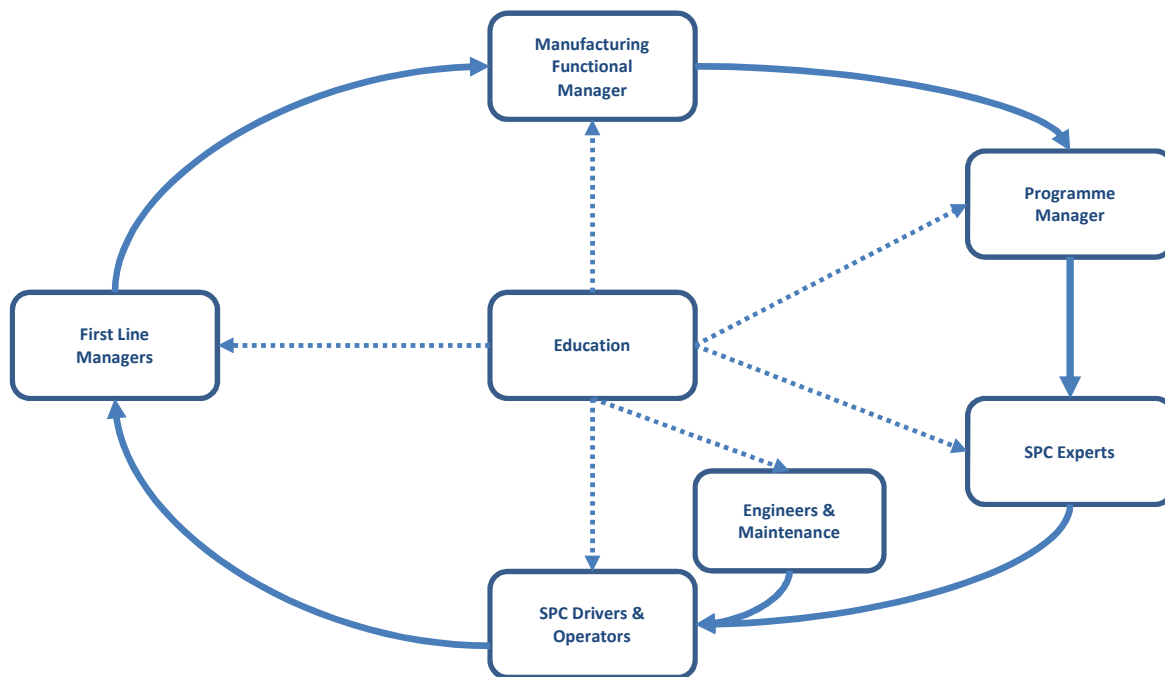 Manufacturing
Functional
Manager
Programme
Manager
First Line
Managers
Education
SPC Experts
Engineers &
Maintenance
SPC Drivers &
Operators